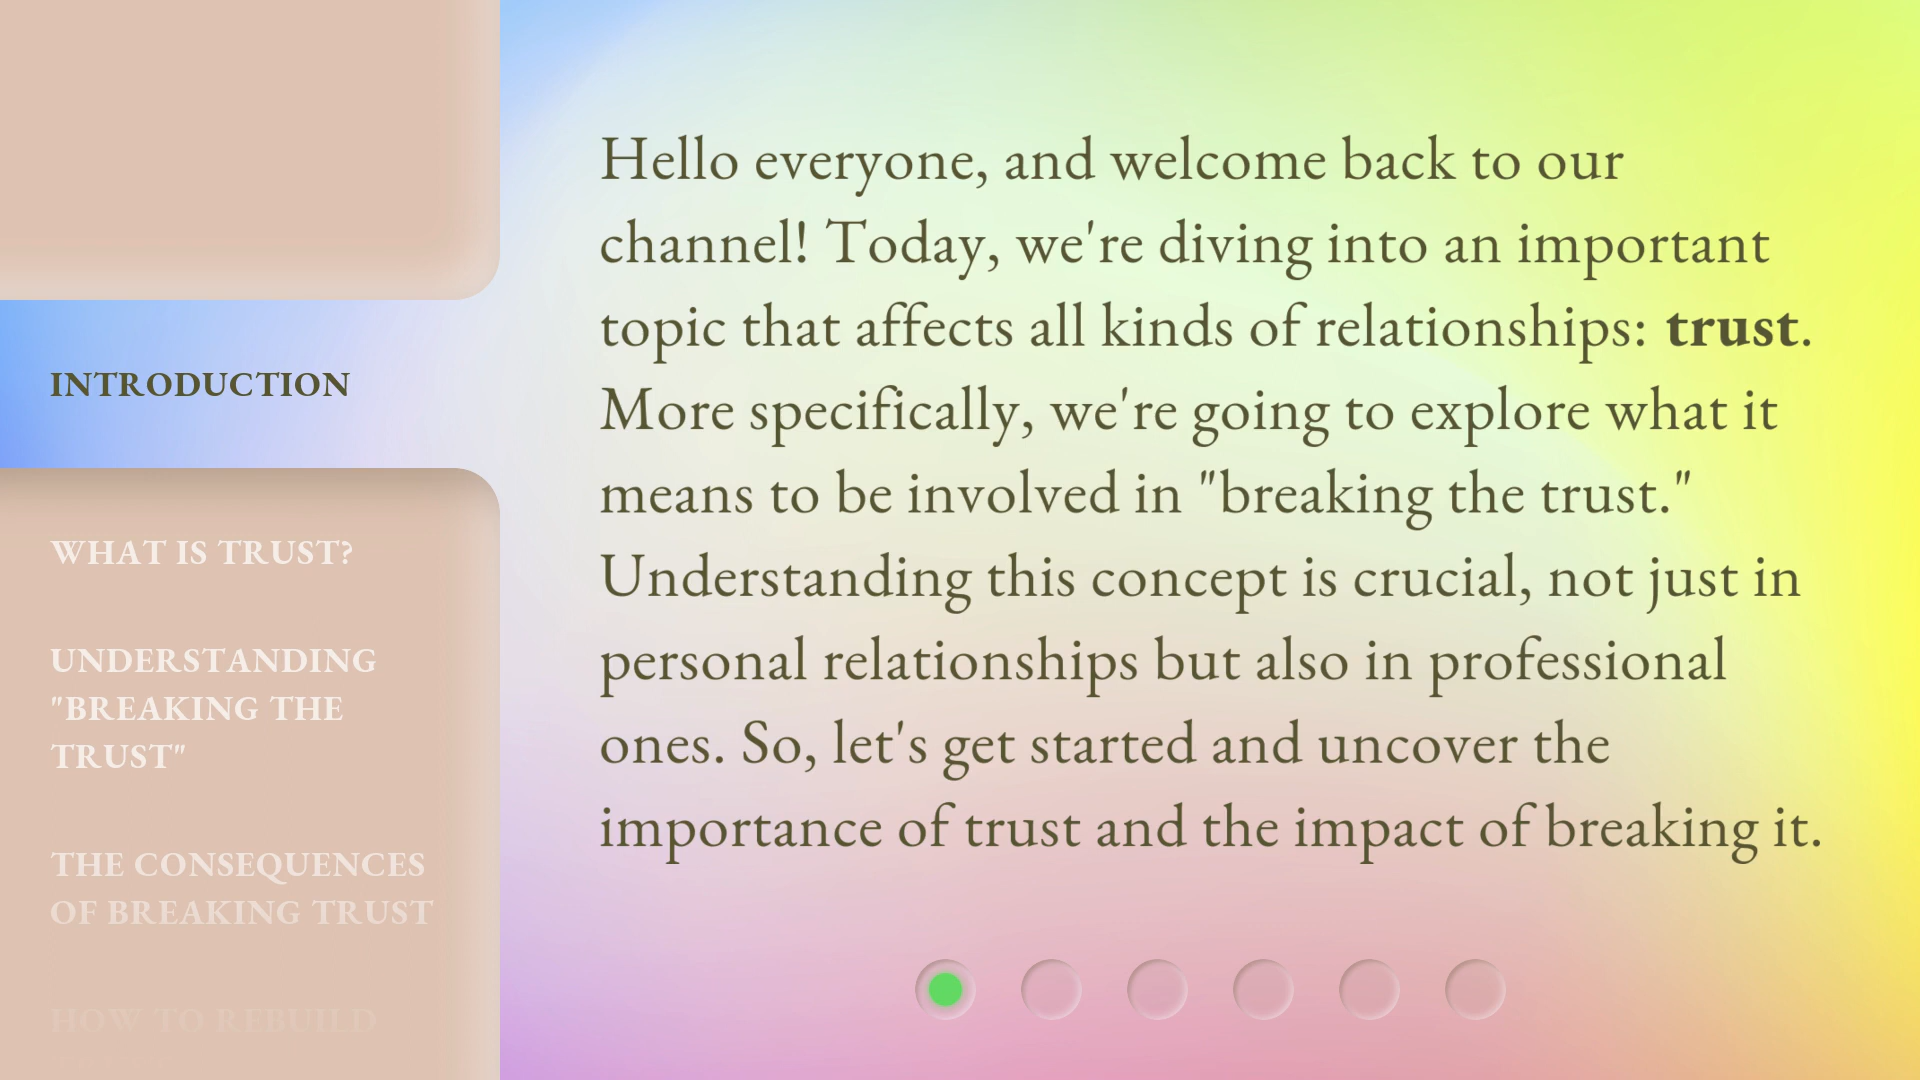 INTRODUCTION
WHAT IS TRUST?
UNDERSTANDING
"BREAKING THE
TRUST"
THE CONSEQUENCES
OF BREAKING TRUST
HOW TO REBUILD
Hello everyone, and welcome back to our
channel! Today, we're diving into an important
topic that affects all kinds of relationships: trust.
More specifically, we're going to explore what it
means to be involved in "breaking the trust."
Understanding this concept is crucial, not just in
personal relationships but also in professional
ones. So, let's get started and uncover the
importance of trust and the impact of breaking it.